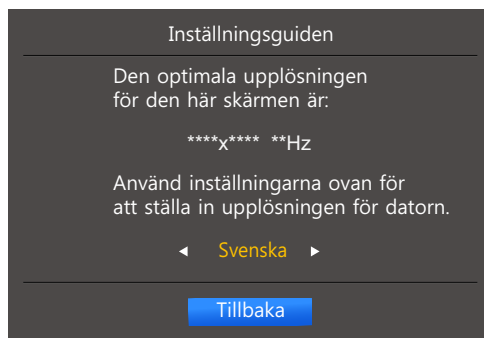 Inställningsguiden
Den optimala upplösningen
för den här skärmen är:
****x**** **Hz
Använd inställningarna ovan för
att ställa in upplösningen för datorn.
◄ Svenska ►
Tillbaka